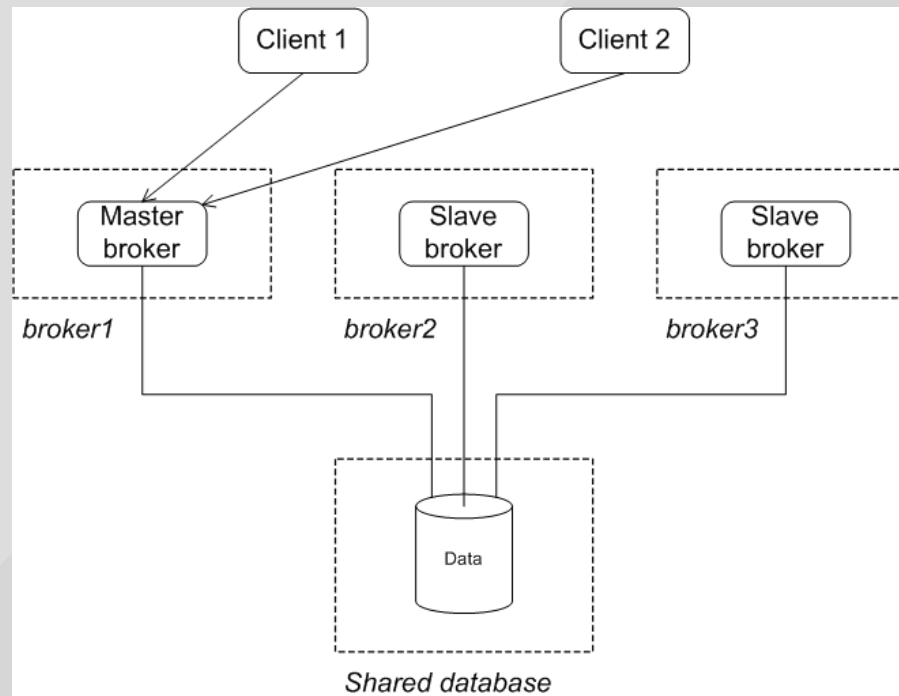 Client 1
Client 2
Master
broker
Slave
broker
Slave
broker
broker1
broker2
broker3
Data
Shared database